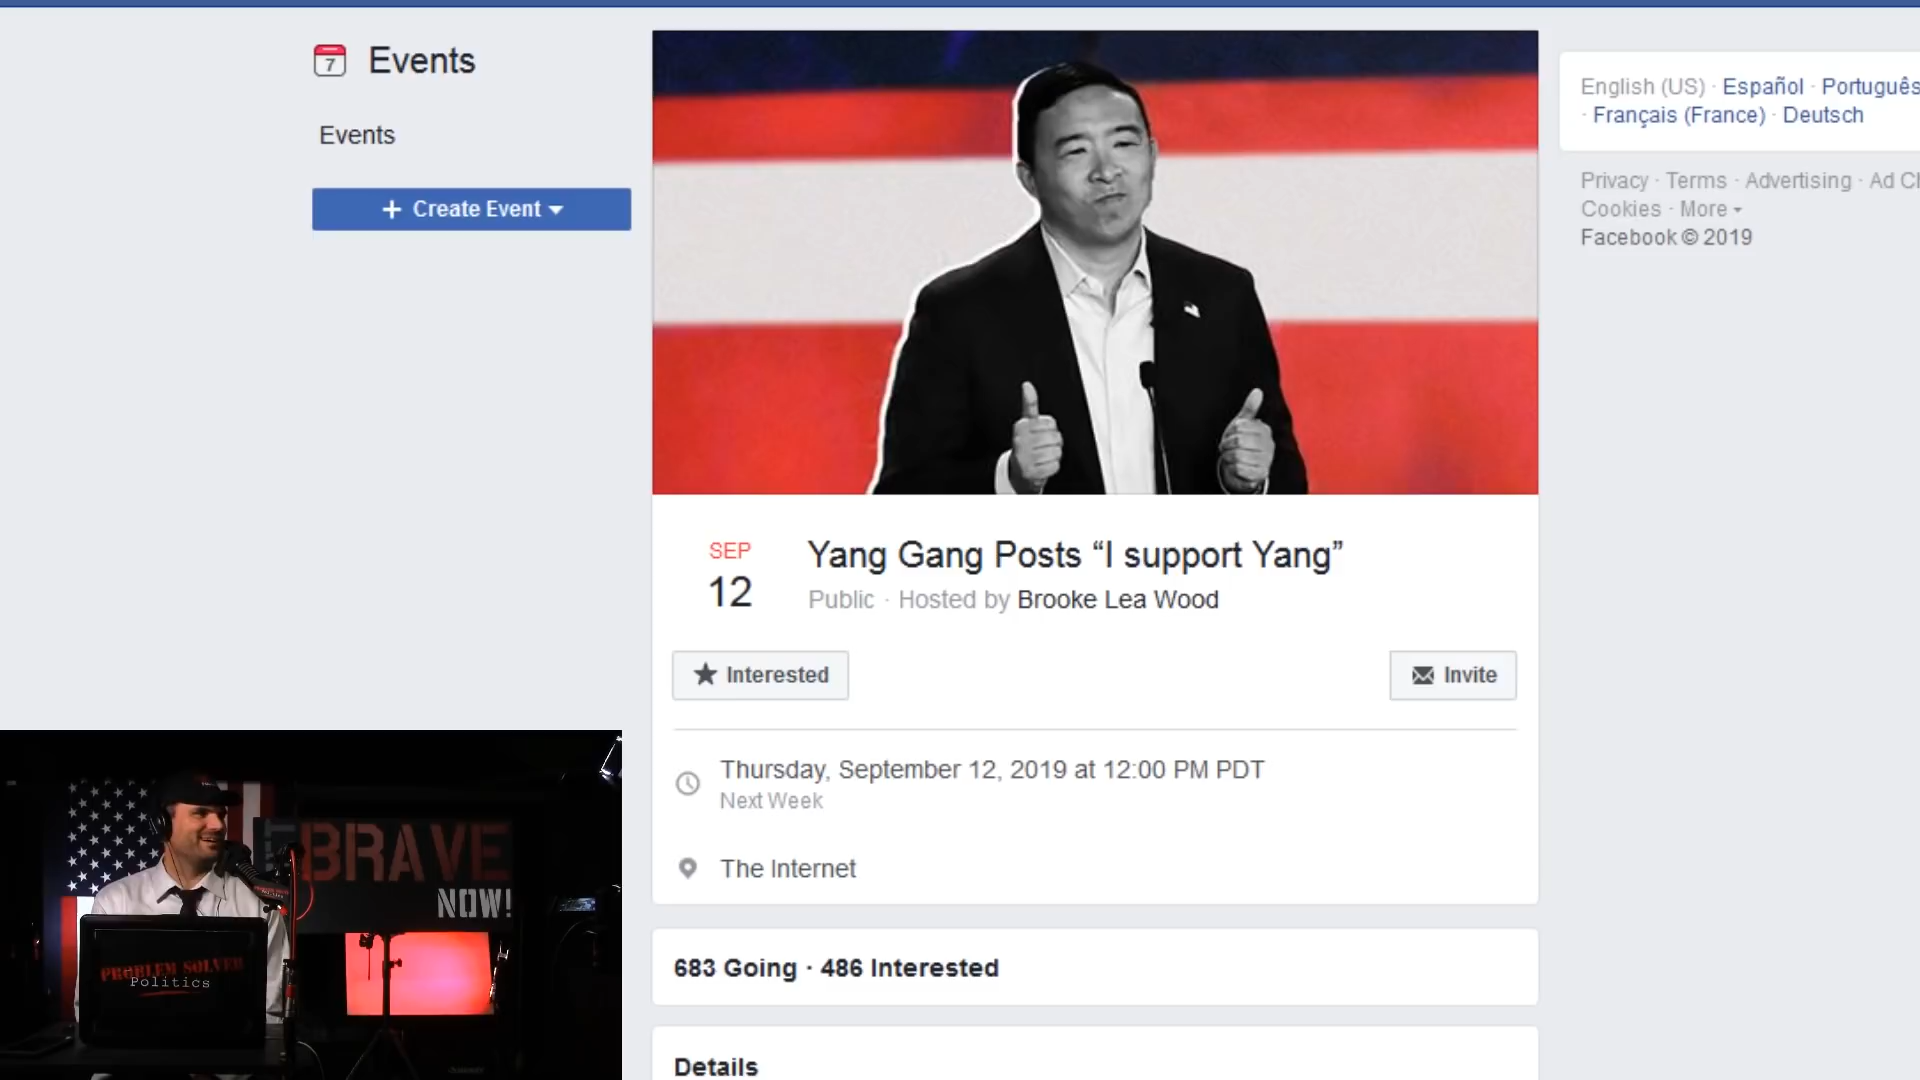 7 Events
Events
+ Create Event
SEP
12
Yang Gang Posts “I support Yang”
Public · Hosted by Brooke Lea Wood
Interested
Invite
Thursday, September 12, 2019 at 12:00 PM PDT
Next Week
The Internet
683 Going · 486 Interested
Details
English (US) · Español · Português
· Français (France) · Deutsch
Privacy · Terms · Advertising ·
Cookies · More
Facebook © 2019
BRAVE
NOW!
PROBLEM SOLVER
Politics